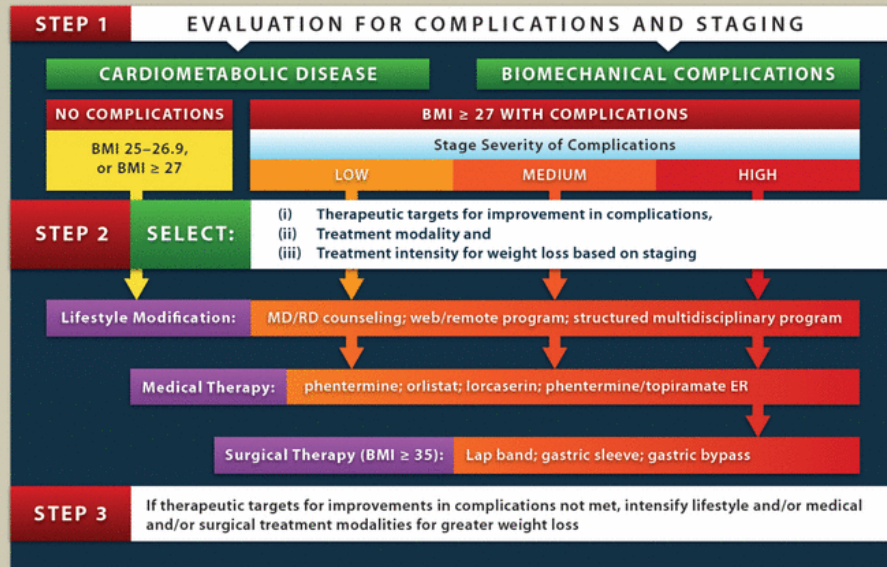 STEP 1
EVALUATION FOR COMPLICATIONS AND STAGING
CARDIOMETABOLIC DISEASE
BIOMECHANICAL COMPLICATIONS
NO COMPLICATIONS
BMI 25–26.9,
or BMI ≥ 27
BMI ≥ 27 WITH COMPLICATIONS
Stage Severity of Complications
LOW
MEDIUM
HIGH
STEP 2
SELECT:
(i) Therapeutic targets for improvement in complications,
(ii) Treatment modality and
(iii) Treatment intensity for weight loss based on staging
Lifestyle Modification:
MD/RD counseling; web/remote program; structured multidisciplinary program
Medical Therapy:
phentermine; orlistat; lorcaserin; phentermine/topiramate ER
Surgical Therapy (BMI ≥ 35):
Lap band; gastric sleeve; gastric bypass
STEP 3
If therapeutic targets for improvements in complications not met, intensify lifestyle and/or medical
and/or surgical treatment modalities for greater weight loss